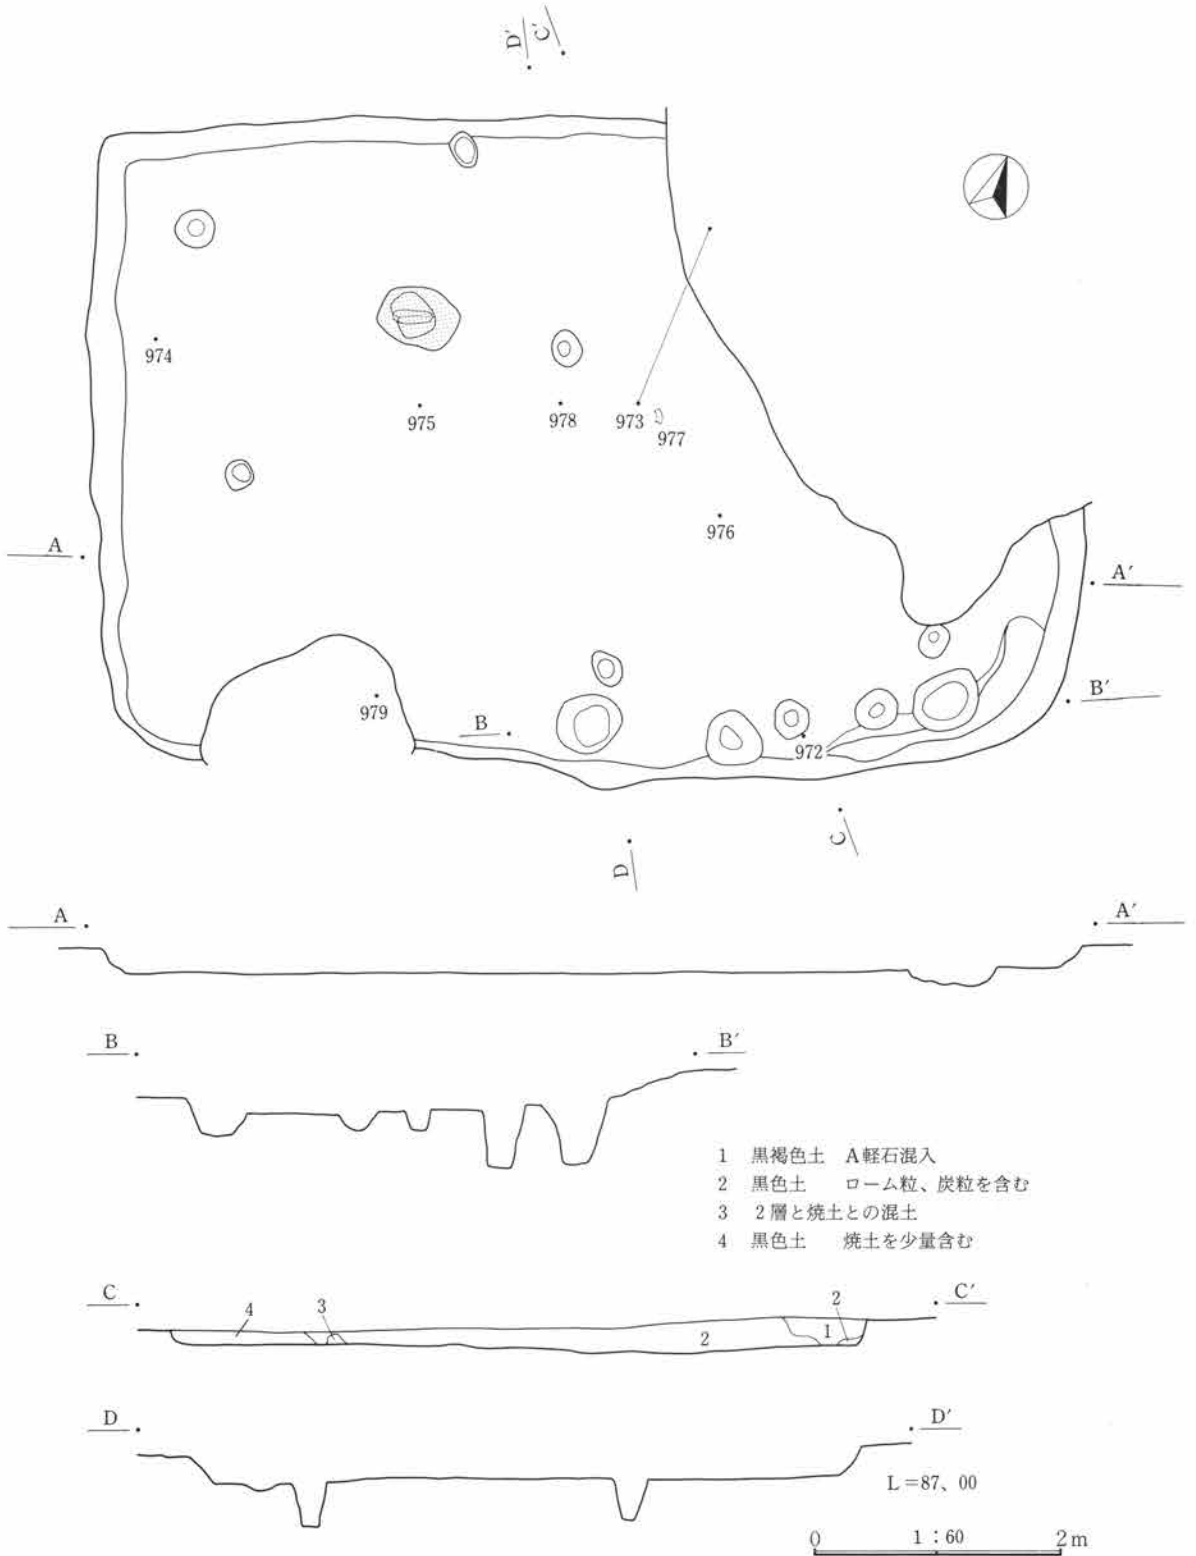 D′
C′
974
975
978
973
977
976
A
A′
979
B
B′
972
C
D
A
A′
B
B′
1 黒褐色土 A軽石混入
2 黒色土 ローム粒、炭粒を含む
3 2層と焼土との混土
4 黒色土 焼土を少量含む
C
4
3
2
1
2
C′
D
D′
L=87、00
0 1:60 2m